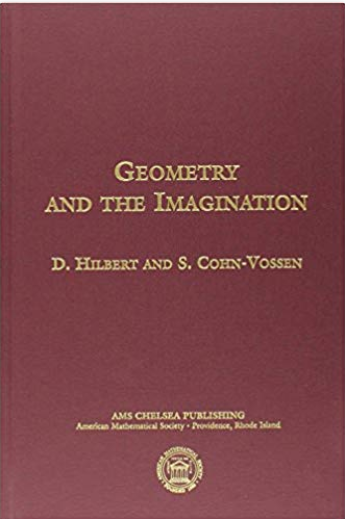 GEOMETRY
AND THE IMAGINATION
D. HILBERT AND S. COHN-VOSSEN
AMS CHELSEA PUBLISHING
American Mathematical Society • Providence, Rhode Island